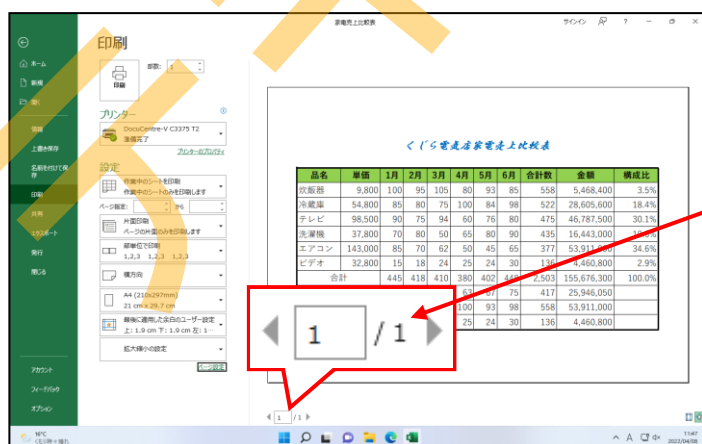 家電売上比較表
サインイン ? － ×
印刷
ホーム
新規
開く
情報
上書き保存
名前を付けて保存
印刷
共有
エクスポート
発行
閉じる
アカウント
フィードバック
オプション
印刷
部数: 1
プリンター
DocuCentre-V C3375 T2
準備完了
プリンターのプロパティ
設定
作業中のシートを印刷
作業中のシートのみを印刷します
ページ指定: から
片面印刷
ページの片面のみを印刷します
部単位で印刷
1,2,3 1,2,3 1,2,3
横方向
A4 (210x297mm)
21 cm x 29.7 cm
最後に適用した余白のユーザー設定
上: 1.9 cm 下: 1.9 cm 左: 1…
拡大縮小の設定
ページ設定
くじら電気店家電売上比較表
品名 単価 1月 2月 3月 4月 5月 6月 合計数 金額 構成比
炊飯器 9,800 100 95 105 80 93 85 558 5,468,400 3.5%
冷蔵庫 54,800 85 80 75 100 84 98 522 28,605,600 18.4%
テレビ 98,500 90 75 94 60 76 80 475 46,787,500 30.1%
洗濯機 37,800 70 80 50 65 80 90 435 16,443,000
エアコン 143,000 85 70 62 50 45 65 377 53,911,000 34.6%
ビデオ 32,800 15 18 24 25 24 30 136 4,460,800 2.9%
合計 445 418 410 380 402 448 2,503 155,676,300 100.0%
63 67 75 417 25,946,050
100 93 98 558 53,911,000
25 24 30 136 4,460,800
1 / 1
1 / 1
16°C
くもり時々晴れ
A
11:47
2022/04/08